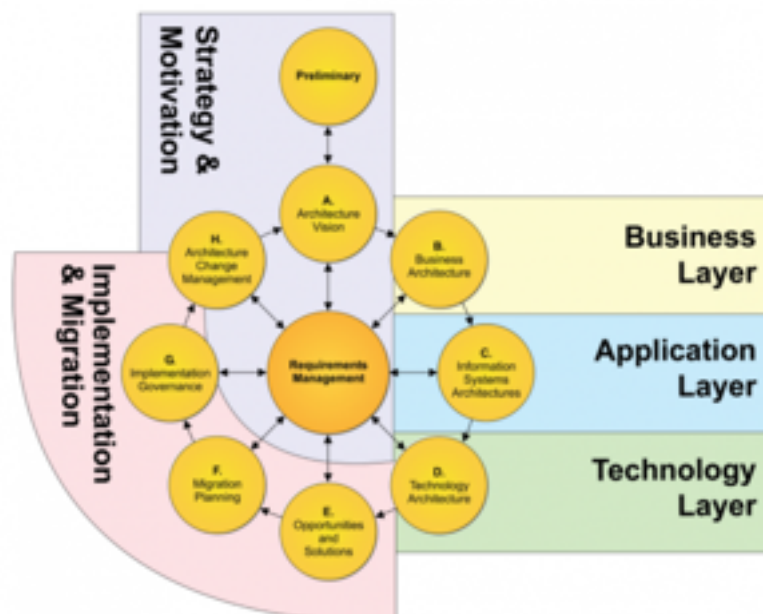 Strategy &
Motivation
Preliminary
A.
Architecture
Vision
H.
Architecture
Change
Management
B.
Business
Architecture
Business
Layer
Implementation
& Migration
G.
Implementation
Governance
Requirements
Management
C.
Information
Systems
Architectures
Application
Layer
F.
Migration
Planning
E.
Opportunities
and
Solutions
D.
Technology
Architecture
Technology
Layer